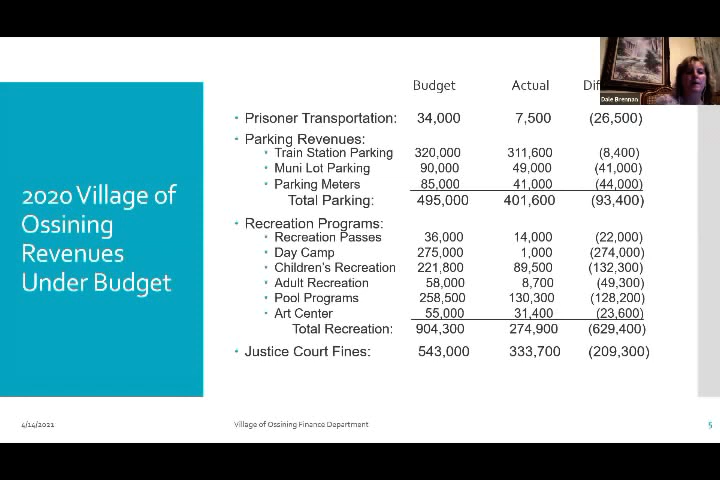 Budget Actual Dif
Dale Brennan
• Prisoner Transportation: 34,000 7,500 (26,500)
• Parking Revenues:
• Train Station Parking 320,000 311,600 (8,400)
• Muni Lot Parking 90,000 49,000 (41,000)
• Parking Meters 85,000 41,000 (44,000)
Total Parking: 495,000 401,600 (93,400)
2020 Village of
Ossining
Revenues
Under Budget
• Recreation Programs:
• Recreation Passes 36,000 14,000 (22,000)
• Day Camp 275,000 1,000 (274,000)
• Children's Recreation 221,800 89,500 (132,300)
• Adult Recreation 58,000 8,700 (49,300)
• Pool Programs 258,500 130,300 (128,200)
• Art Center 55,000 31,400 (23,600)
Total Recreation: 904,300 274,900 (629,400)
• Justice Court Fines: 543,000 333,700 (209,300)
4/14/2021 Village of Ossining Finance Department 5